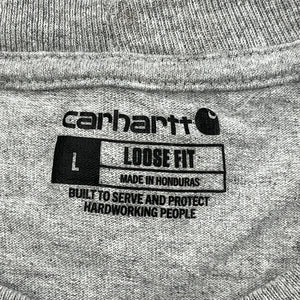 carhartt
L LOOSE FIT
MADE IN HONDURAS
BUILT TO SERVE AND PROTECT
HARDWORKING PEOPLE